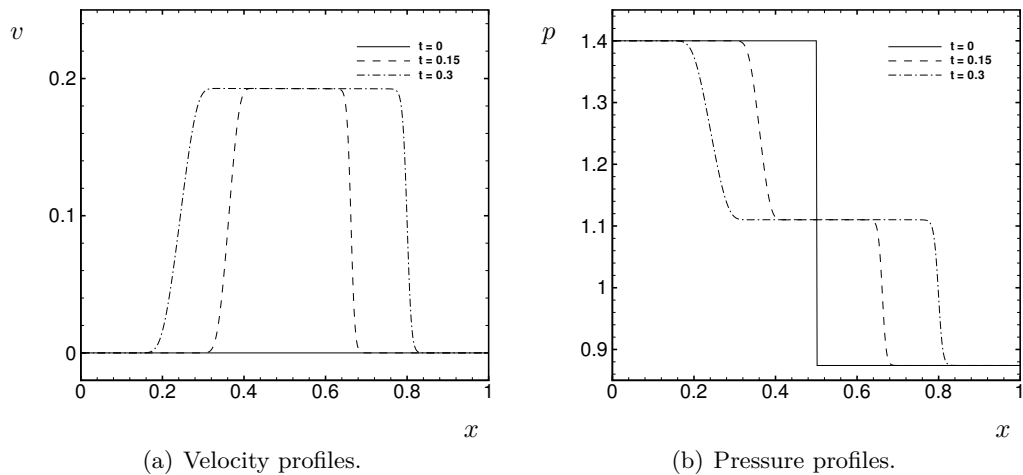 v
t = 0
t = 0.15
t = 0.3
0.2
0.1
0
0 0.2 0.4 0.6 0.8 1
x
(a) Velocity profiles.
p
t = 0
t = 0.15
t = 0.3
1.4
1.3
1.2
1.1
1
0.9
0 0.2 0.4 0.6 0.8 1
x
(b) Pressure profiles.